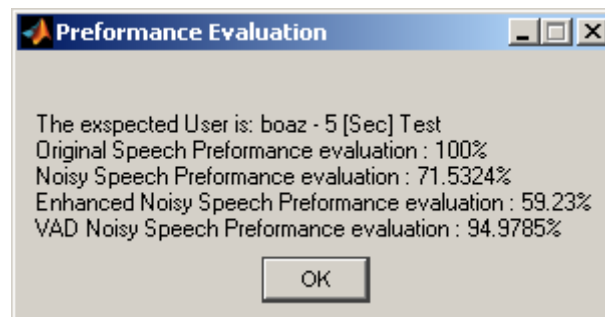 Preformance Evaluation
The exspected User is: boaz - 5 [Sec] Test
Original Speech Preformance evaluation : 100%
Noisy Speech Preformance evaluation : 71.5324%
Enhanced Noisy Speech Preformance evaluation : 59.23%
VAD Noisy Speech Preformance evaluation : 94.9785%
OK